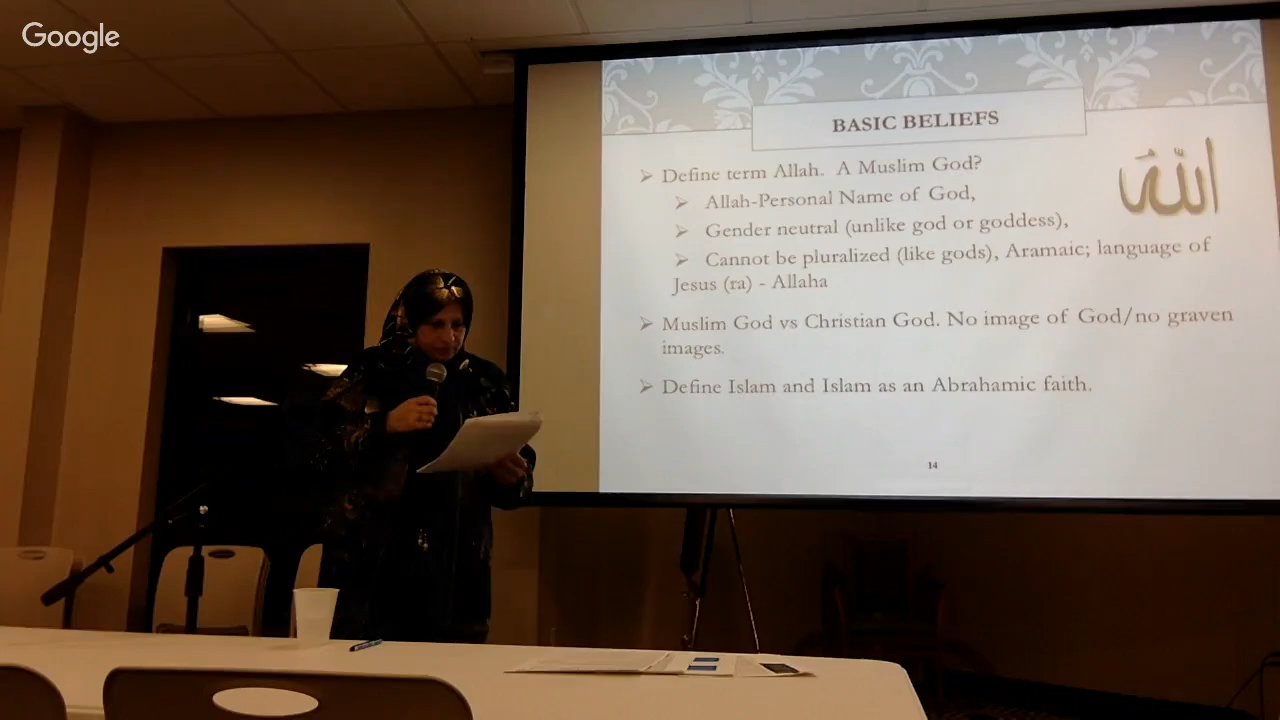 Google
BASIC BELIEFS
➢ Define term Allah. A Muslim God?
➢ Allah-Personal Name of God,
➢ Gender neutral (unlike god or goddess),
➢ Cannot be pluralized (like gods), Aramaic; language of
Jesus (ra) - Allaha
الله
➢ Muslim God vs Christian God. No image of God/no graven
images.
➢ Define Islam and Islam as an Abrahamic faith.
14